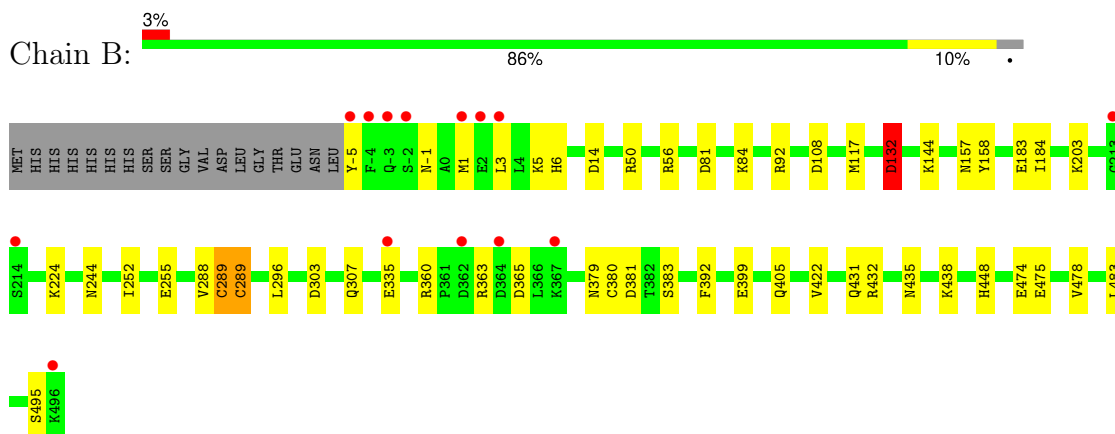 3%
Chain B:
86% 10% •
MET HIS HIS HIS HIS HIS HIS SER SER GLY VAL ASP LEU GLY THR GLU ASN LEU Y-5 F-4 Q-3 S-2 N-1 A0 M1 E2 L3 L4 K5 H6 D14 R50 R56 D81 K84 R92 D108 M117 D132 K144 N157 Y158 E183 I184 K203 C213
S214 K224 N244 I252 E255 V288 C289 C289 L296 D303 Q307 E335 R360 P361 D362 R363 D364 D365 L366 K367 N379 C380 D381 T382 S383 F392 E399 Q405 V422 Q431 R432 N435 K438 H448 E474 E475 V478 L483
S495 K496